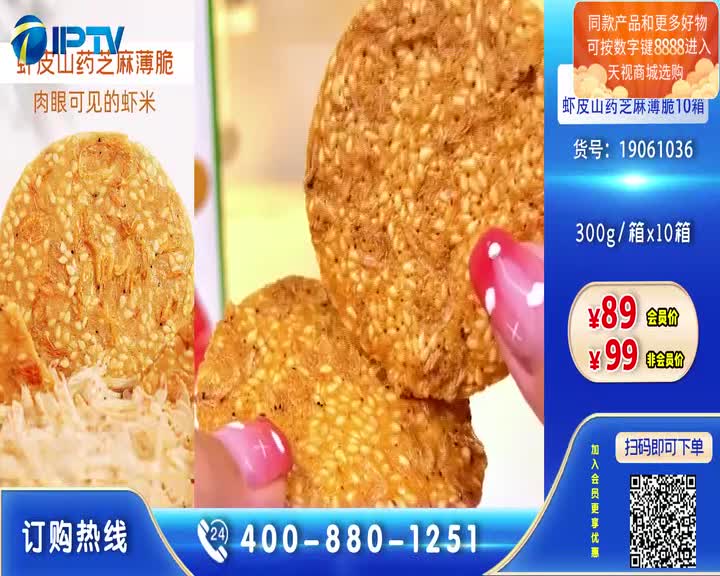 IPTV
虾皮山药芝麻薄脆
肉眼可见的虾米
同款产品和更多好物
可按数字键8888进入
天视商城选购
虾皮山药芝麻薄脆10箱
货号：19061036
300g/箱x10箱
¥89 会员价
¥99 非会员价
加入会员更享优惠
扫码即可下单
订购热线
24
400-880-1251